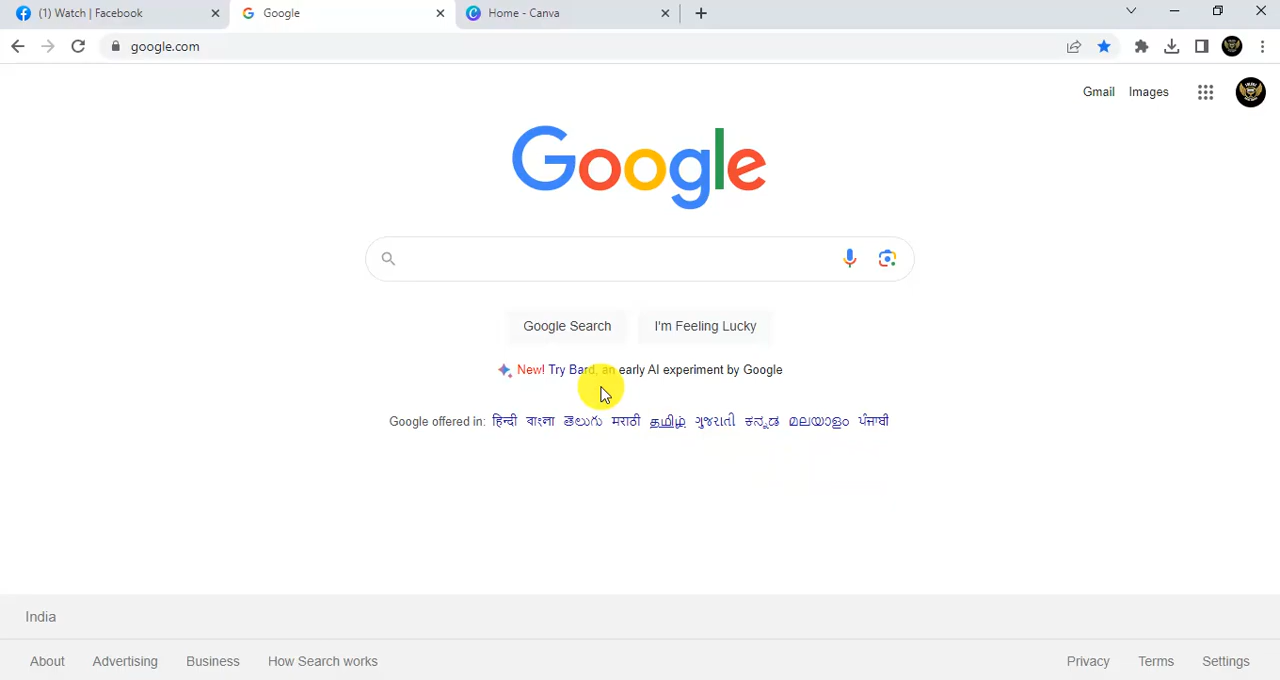 (1) Watch | Facebook Google Home - Canva
google.com
Gmail Images
Google
Google Search I'm Feeling Lucky
New! Try Bard, an early AI experiment by Google
Google offered in: हिन्दी বাংলা తెలుగు मराठी தமிழ் ગુજરાતી ಕನ್ನಡ മലയാളം ਪੰਜਾਬੀ
India
About Advertising Business How Search works Privacy Terms Settings